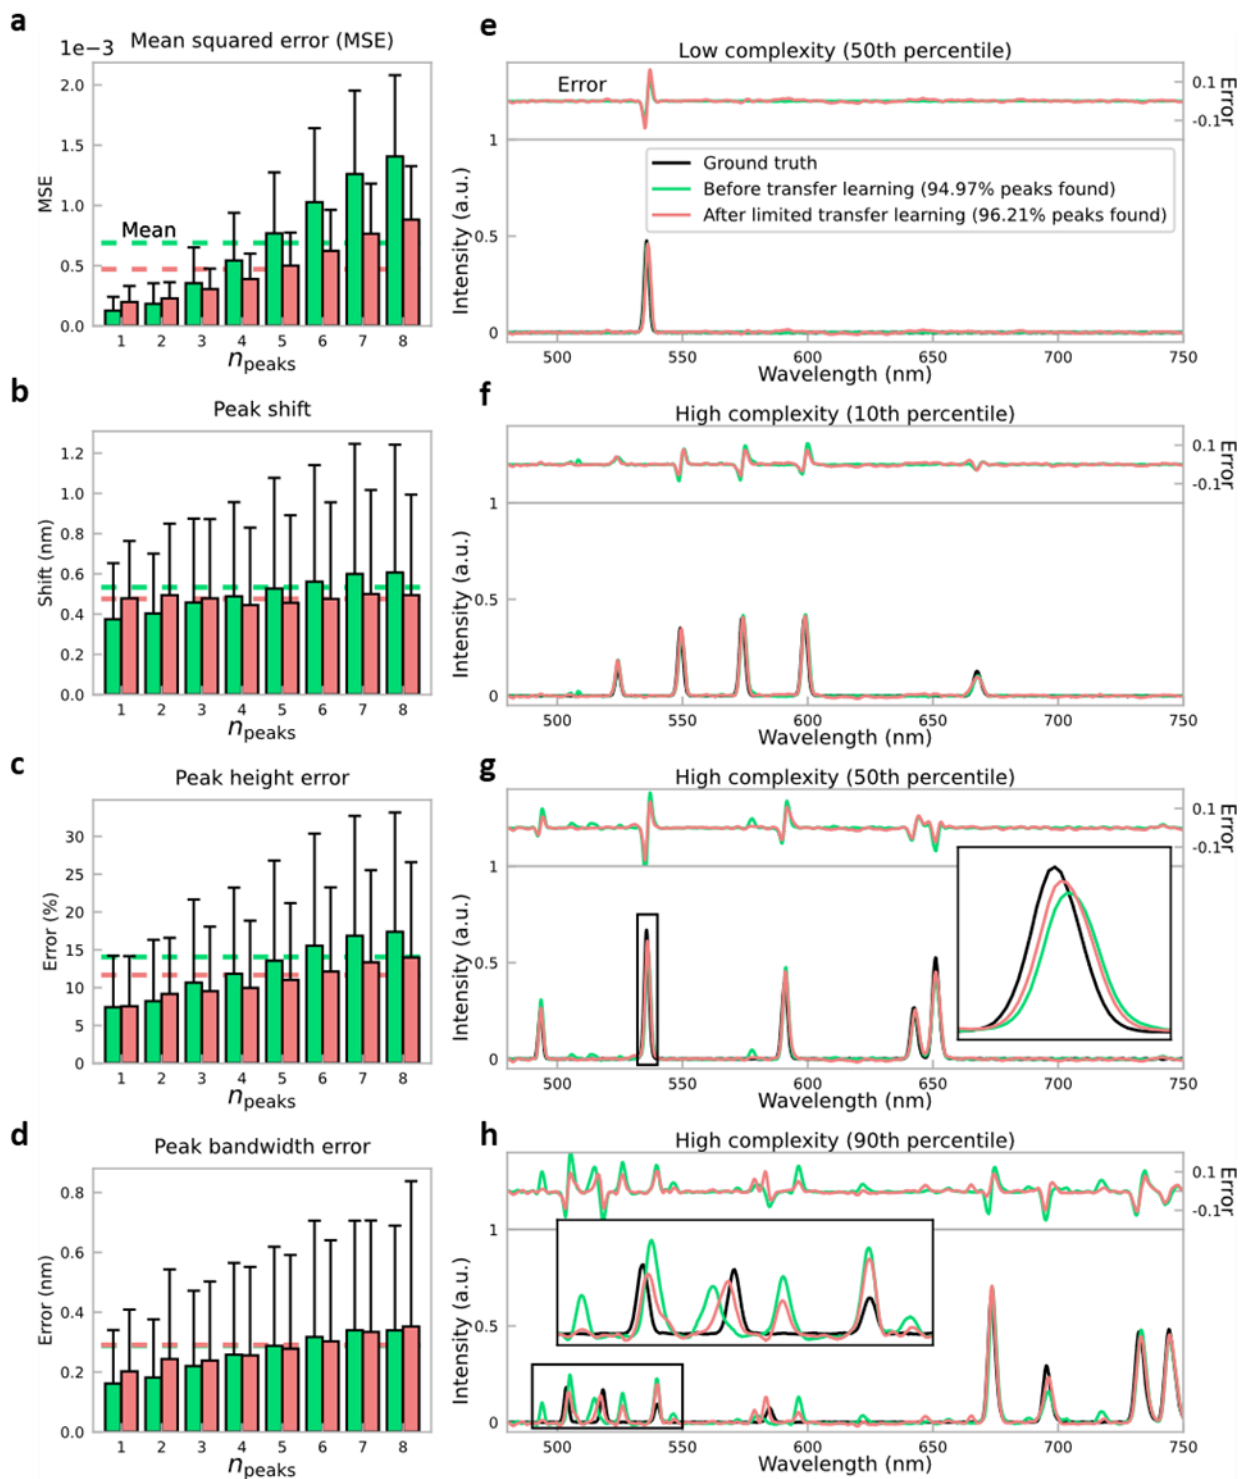 a
Mean squared error (MSE)
1e−3
2.0
1.5
1.0
0.5
0.0
MSE
Mean
1 2 3 4 5 6 7 8
npeaks
b
Peak shift
1.2
1.0
0.8
0.6
0.4
0.2
0.0
Shift (nm)
1 2 3 4 5 6 7 8
npeaks
c
Peak height error
30
25
20
15
10
5
0
Error (%)
1 2 3 4 5 6 7 8
npeaks
d
Peak bandwidth error
0.8
0.6
0.4
0.2
0.0
Error (nm)
1 2 3 4 5 6 7 8
npeaks
e
Low complexity (50th percentile)
Error
0.1
-0.1
Error
1
0.5
0
Intensity (a.u.)
Ground truth
Before transfer learning (94.97% peaks found)
After limited transfer learning (96.21% peaks found)
500 550 600 650 700 750
Wavelength (nm)
f
High complexity (10th percentile)
0.1
-0.1
Error
1
0.5
0
Intensity (a.u.)
500 550 600 650 700 750
Wavelength (nm)
g
High complexity (50th percentile)
0.1
-0.1
Error
1
0.5
0
Intensity (a.u.)
500 550 600 650 700 750
Wavelength (nm)
h
High complexity (90th percentile)
0.1
-0.1
Error
1
0.5
0
Intensity (a.u.)
500 550 600 650 700 750
Wavelength (nm)